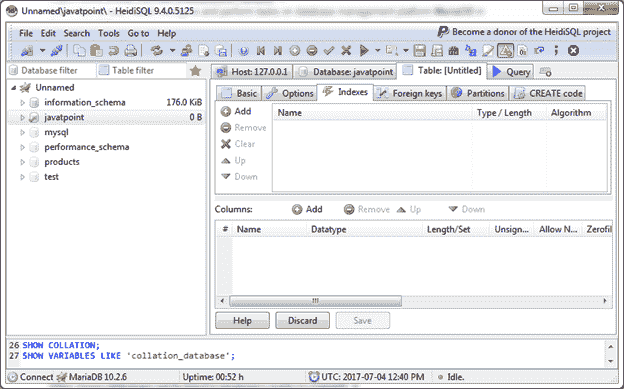 Unnamed\javatpoint\ - HeidiSQL 9.4.0.5125
File Edit Search Tools Go to Help
Become a donor of the HeidiSQL project
Database filter Table filter
Host: 127.0.0.1 Database: javatpoint Table: [Untitled] Query
Unnamed
information_schema 176.0 KiB
javatpoint 0 B
mysql
performance_schema
products
test
Basic Options Indexes Foreign keys Partitions CREATE code
Add
Remove
Clear
Up
Down
Name Type / Length Algorithm
Columns: Add Remove Up Down
# Name Datatype Length/Set Unsign... Allow N... Zerofil
Help Discard Save
26 SHOW COLLATION;
27 SHOW VARIABLES LIKE 'collation_database';
Connect MariaDB 10.2.6 Uptime: 00:52 h UTC: 2017-07-04 12:40 PM Idle.